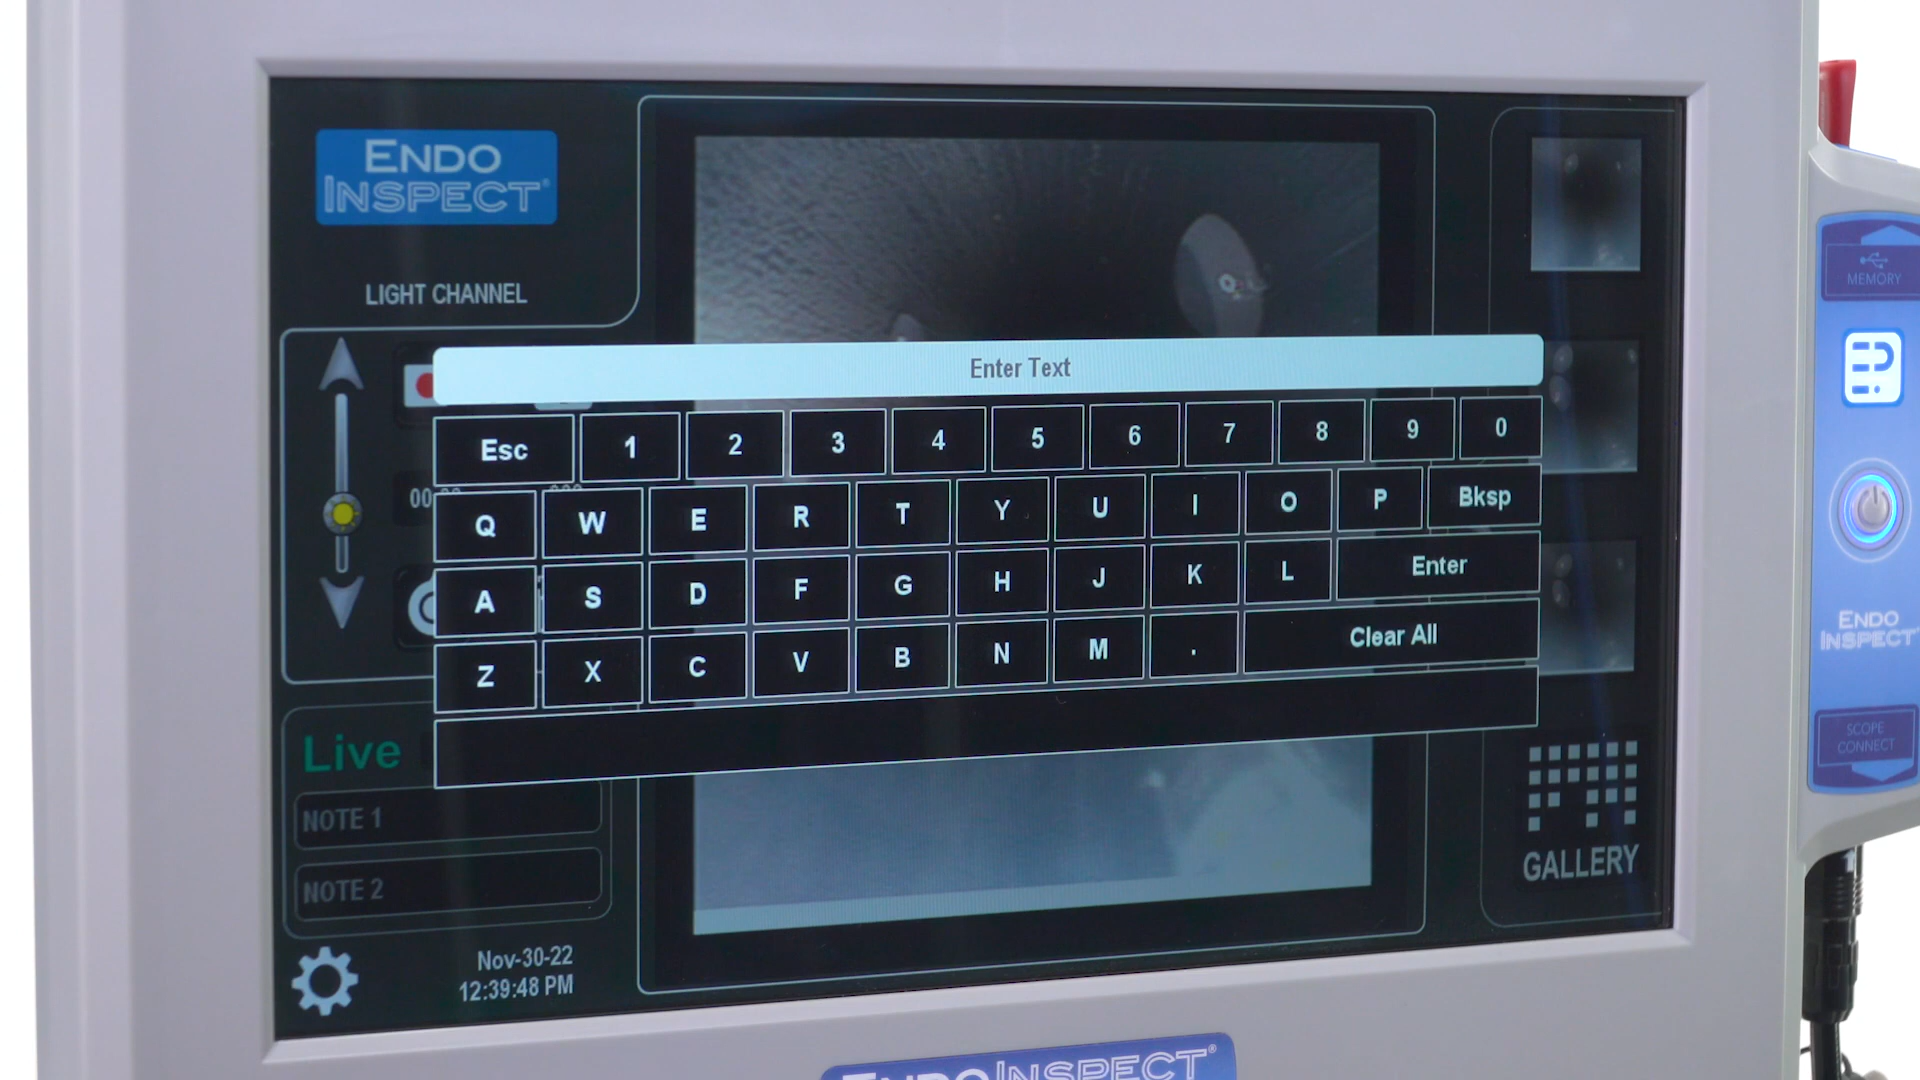 ENDO
INSPECT®
LIGHT CHANNEL
Enter Text
Esc 1 2 3 4 5 6 7 8 9 0
Q W E R T Y U I O P Bksp
A S D F G H J K L Enter
Z X C V B N M . Clear All
Live
NOTE 1
NOTE 2
Nov-30-22
12:39:48 PM
GALLERY
MEMORY
ENDO
INSPECT®
SCOPE
CONNECT
ENDOINSPECT®